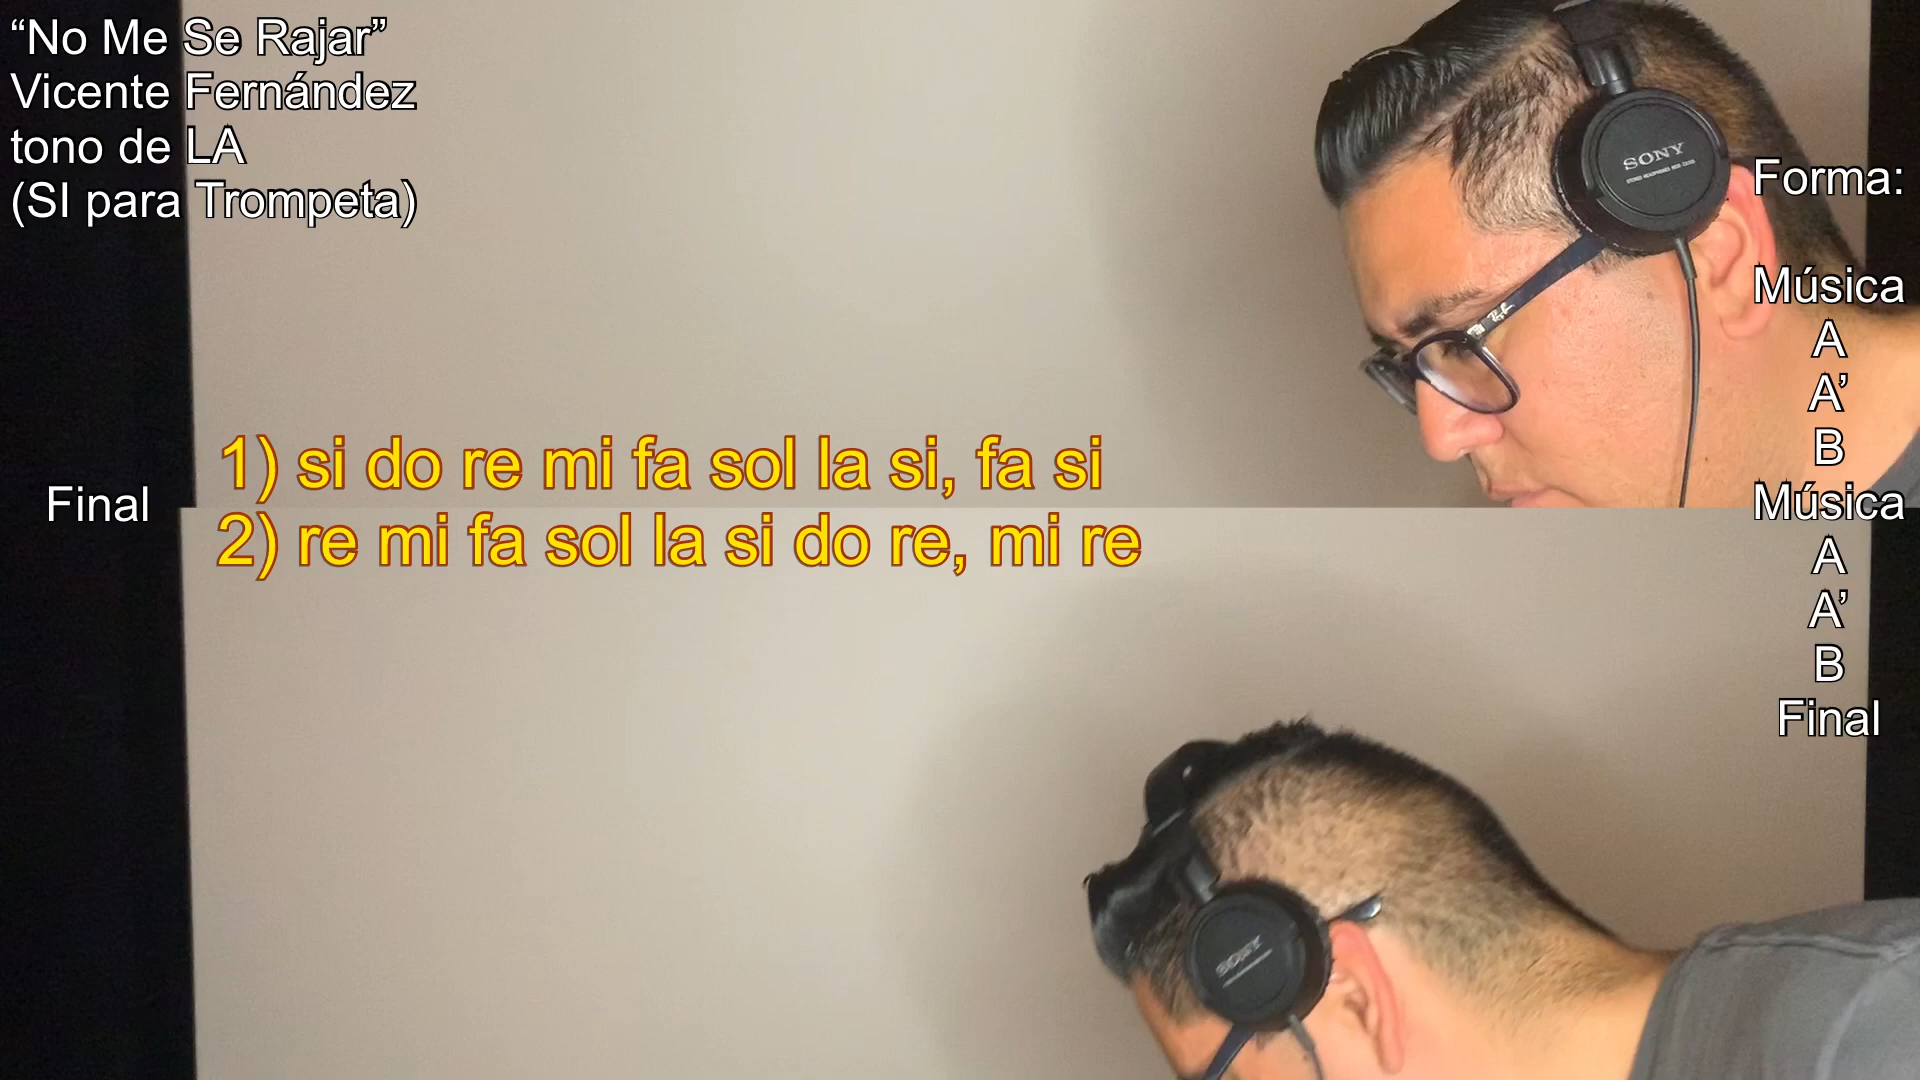 “No Me Se Rajar”
Vicente Fernández
tono de LA
(SI para Trompeta)
SONY
Forma:
Música
A
A’
B
Música
A
A’
B
Final
Final
1) si do re mi fa sol la si, fa si
2) re mi fa sol la si do re, mi re
SONY